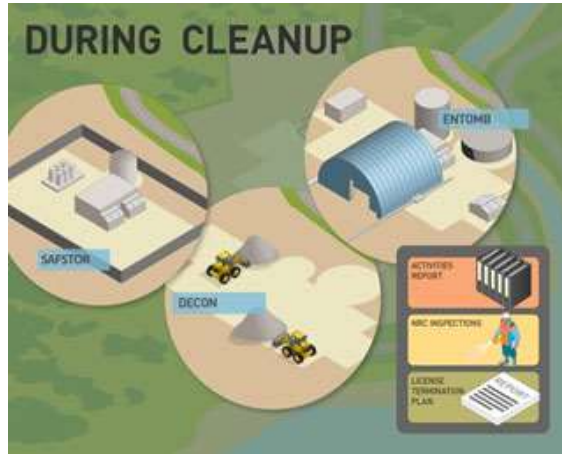 DURING CLEANUP
ENTOMB
SAFSTOR
DECON
ACTIVITIES
REPORT
NRC INSPECTIONS
LICENSE
TERMINATION
PLAN
REPORT